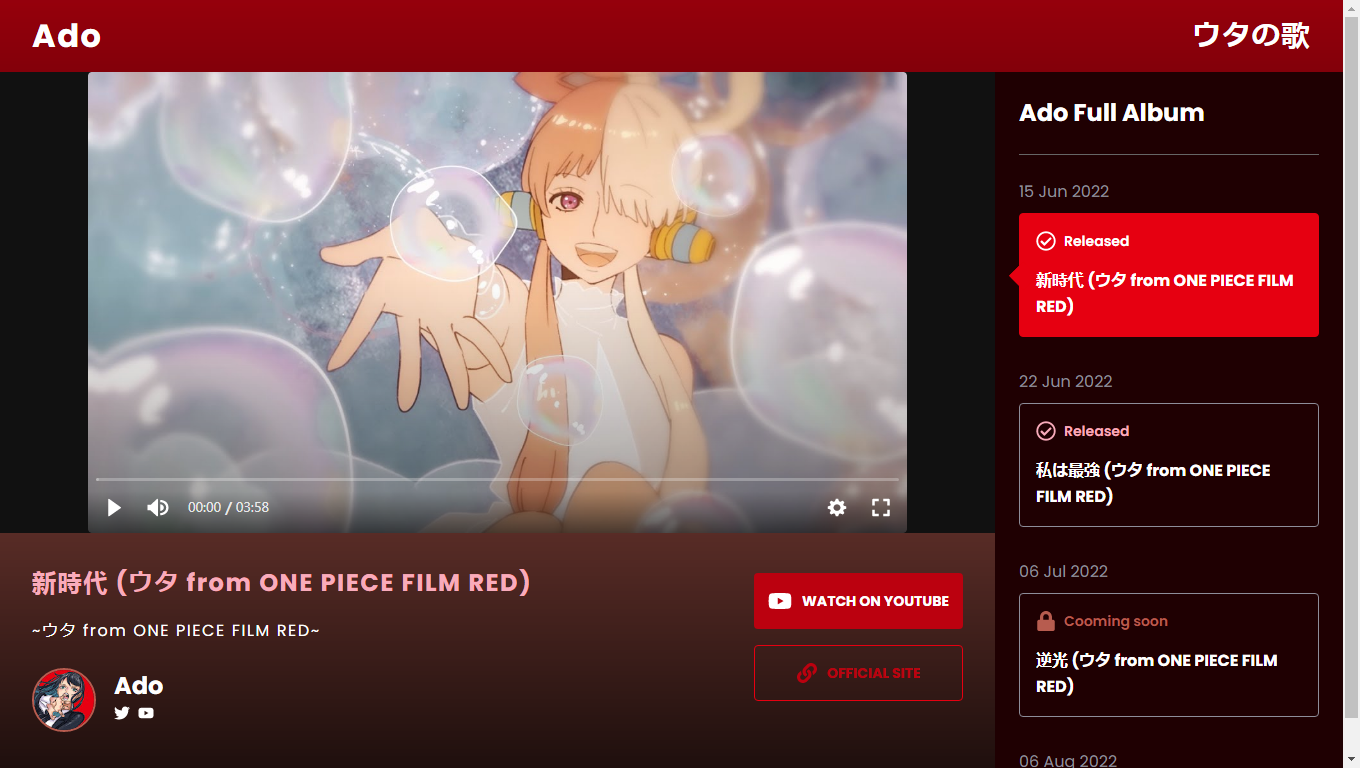 Ado
ウタの歌
00:00 / 03:58
新時代 (ウタ from ONE PIECE FILM RED)
~ウタ from ONE PIECE FILM RED~
Ado
WATCH ON YOUTUBE
OFFICIAL SITE
Ado Full Album
15 Jun 2022
Released
新時代 (ウタ from ONE PIECE FILM
RED)
22 Jun 2022
Released
私は最強 (ウタ from ONE PIECE
FILM RED)
06 Jul 2022
Cooming soon
逆光 (ウタ from ONE PIECE FILM
RED)
06 Aug 2022